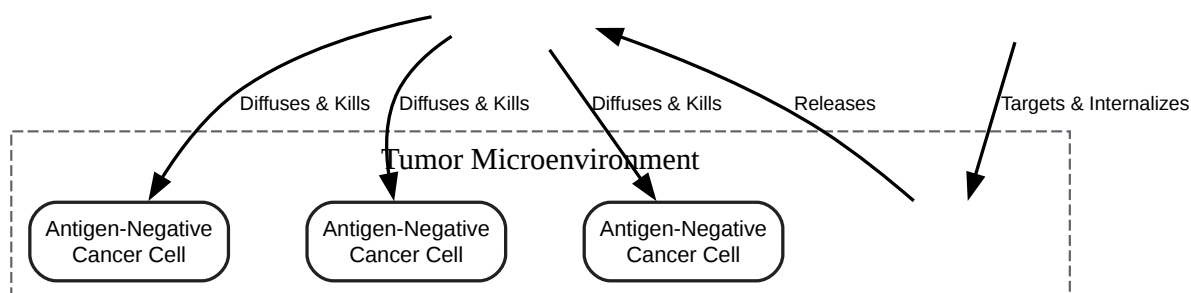 Diffuses & Kills
Diffuses & Kills
Diffuses & Kills
Releases
Targets & Internalizes
Tumor Microenvironment
Antigen-Negative
Cancer Cell
Antigen-Negative
Cancer Cell
Antigen-Negative
Cancer Cell